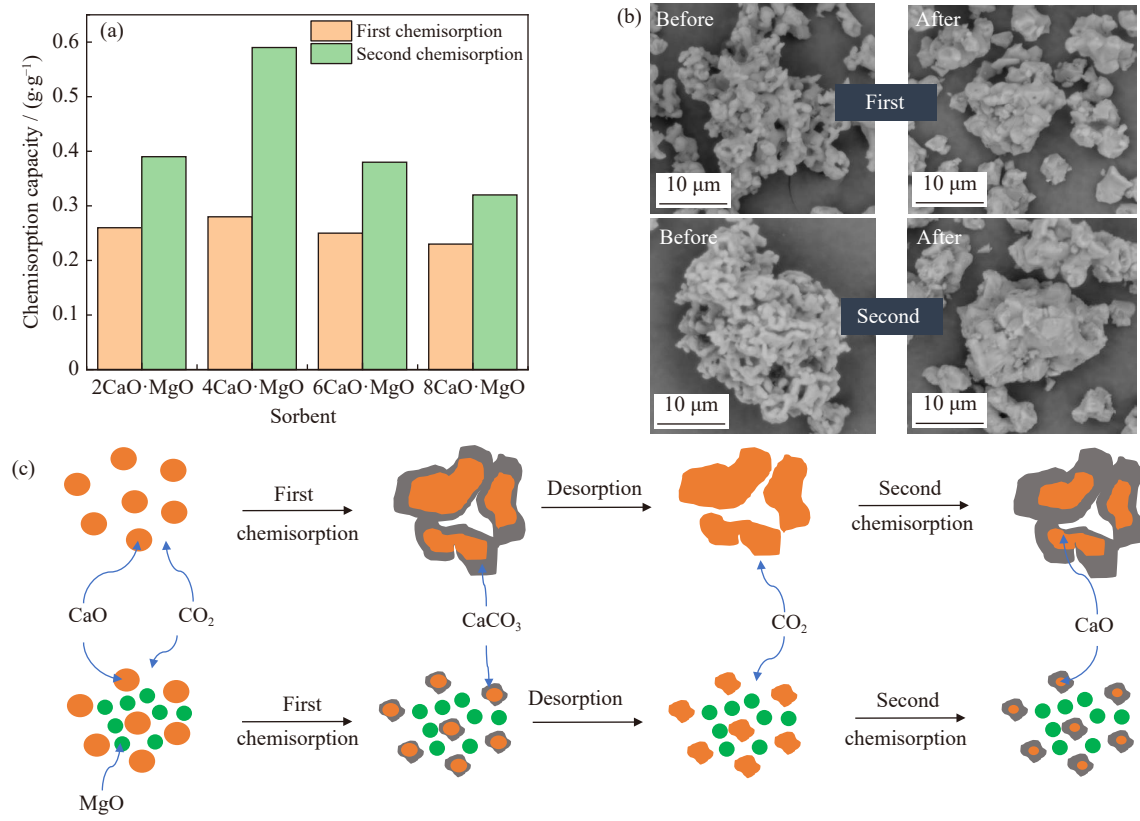 (a)
First chemisorption
Second chemisorption
Chemisorption capacity / (g·g⁻¹)
0.6
0.5
0.4
0.3
0.2
0.1
0
2CaO·MgO 4CaO·MgO 6CaO·MgO 8CaO·MgO
Sorbent
(b)
Before
After
First
10 μm
10 μm
Before
After
Second
10 μm
10 μm
(c)
First
chemisorption
Desorption
Second
chemisorption
CaO
CO₂
CaCO₃
CO₂
CaO
First
chemisorption
Desorption
Second
chemisorption
MgO